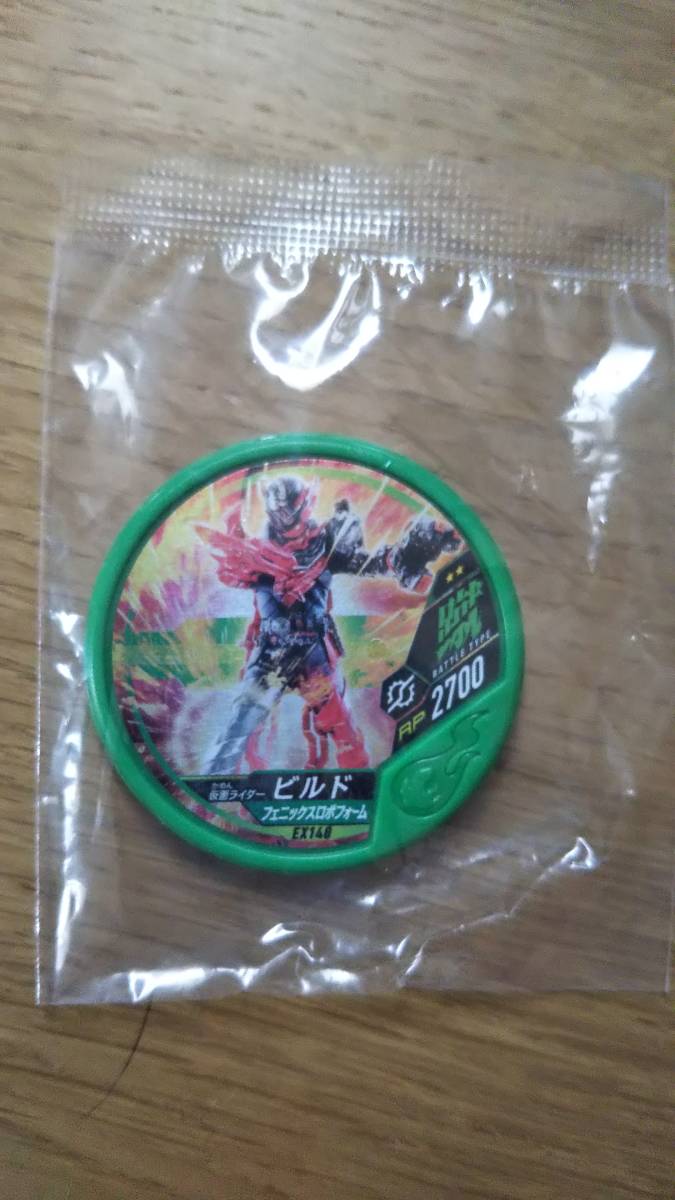 ★★
BATTLE TYPE
RP 2700
かめん
仮面ライダー ビルド
フェニックスロボフォーム
EX148